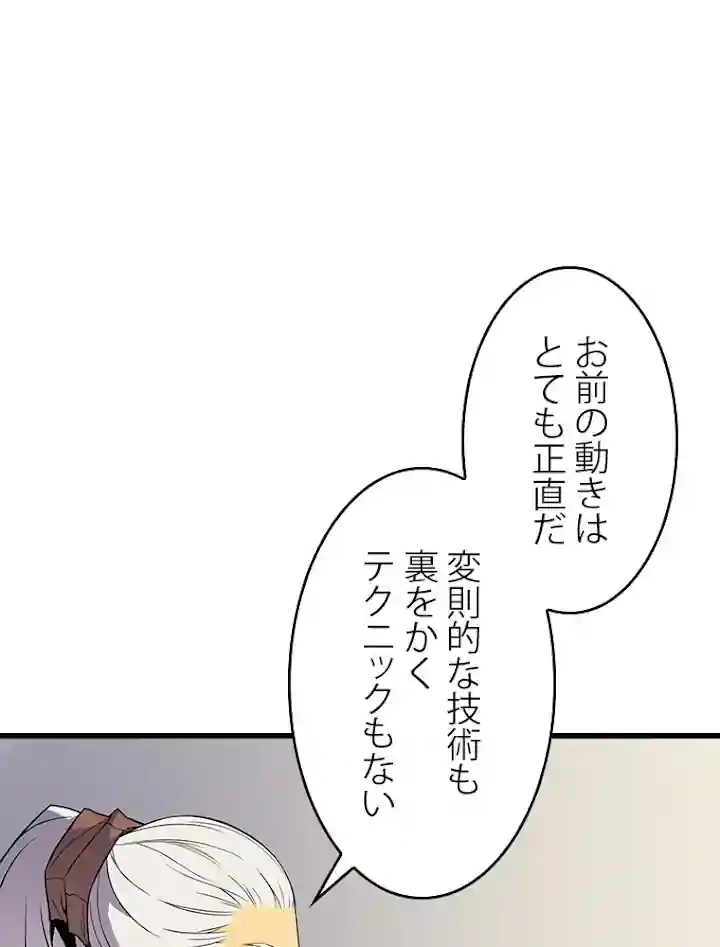 お前の動きは
とても正直だ
変則的な技術も
裏をかく
テクニックもない